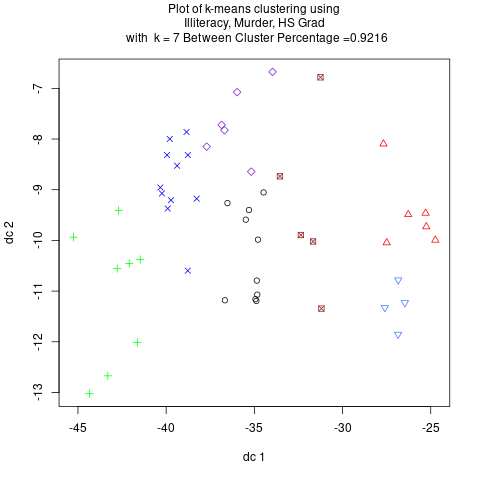 Plot of k-means clustering using
Illiteracy, Murder, HS Grad
with  k = 7 Between Cluster Percentage =0.9216
dc 2
-7
-8
-9
-10
-11
-12
-13
-45 -40 -35 -30 -25
dc 1